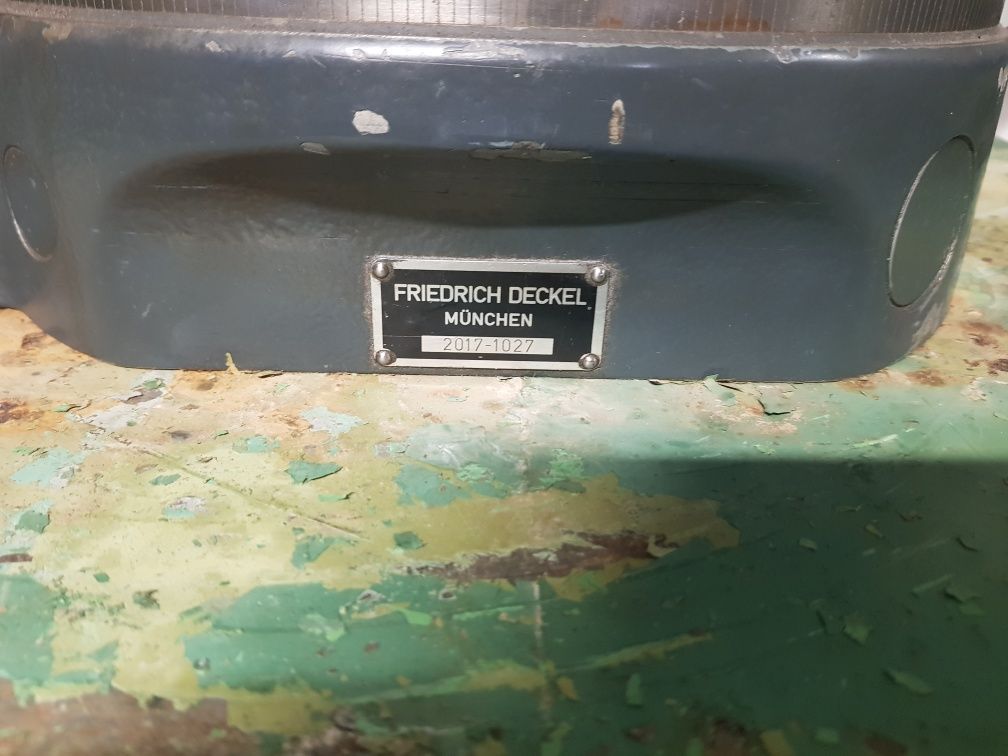 FRIEDRICH DECKEL
MÜNCHEN
2017-1027